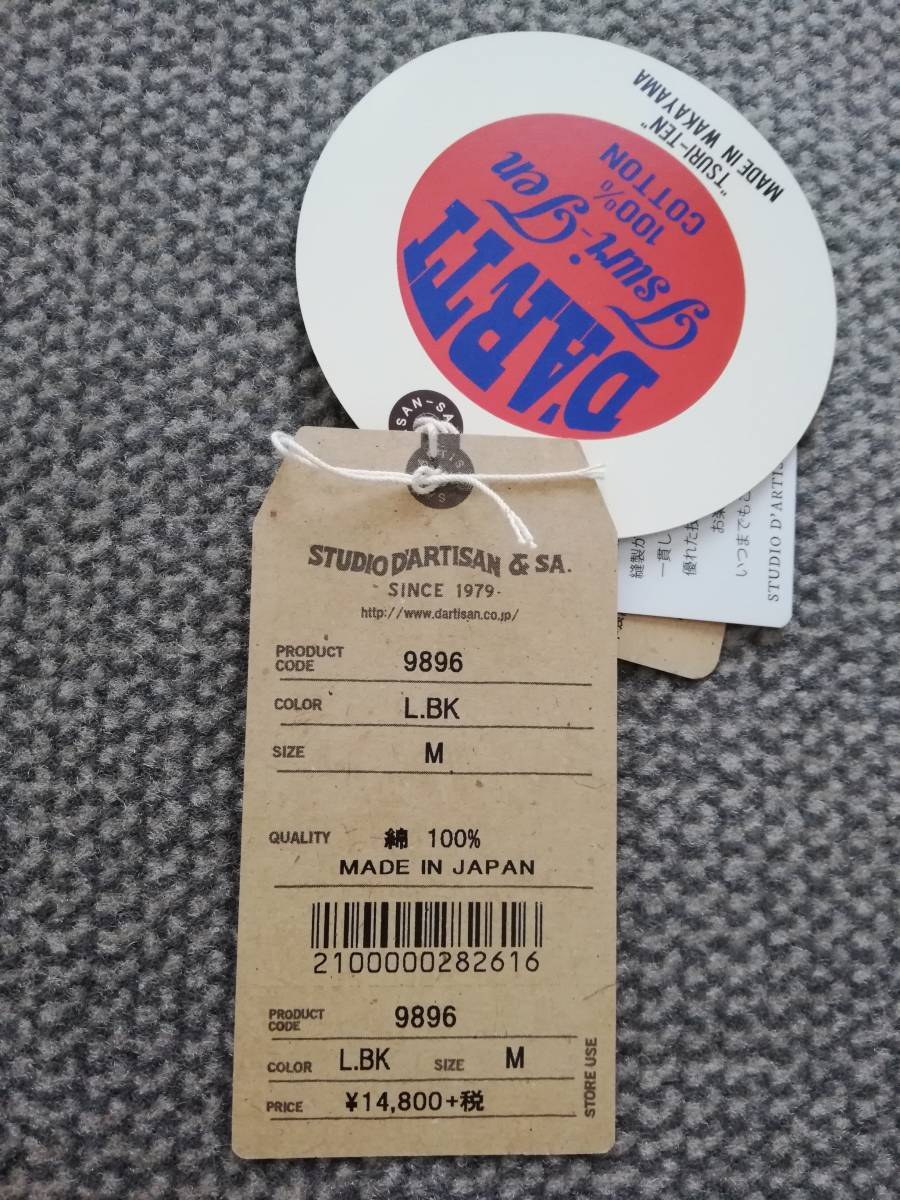 "TSURI-TEN"
MADE IN WAKAYAMA
D'ARTI
Tsuri-Ten
100%
COTTON
SAN-SA
STUDIO D'ARTISAN & SA.
- SINCE 1979 -
http://www.dartisan.co.jp/
PRODUCT CODE 9896
COLOR L.BK
SIZE M
QUALITY 綿 100%
MADE IN JAPAN
2100000282616
PRODUCT CODE 9896
COLOR L.BK SIZE M
PRICE ¥14,800+税
STORE USE
縫製が
一貫し
優れたお
お楽
いつまでもと
STUDIO D'ARTIS